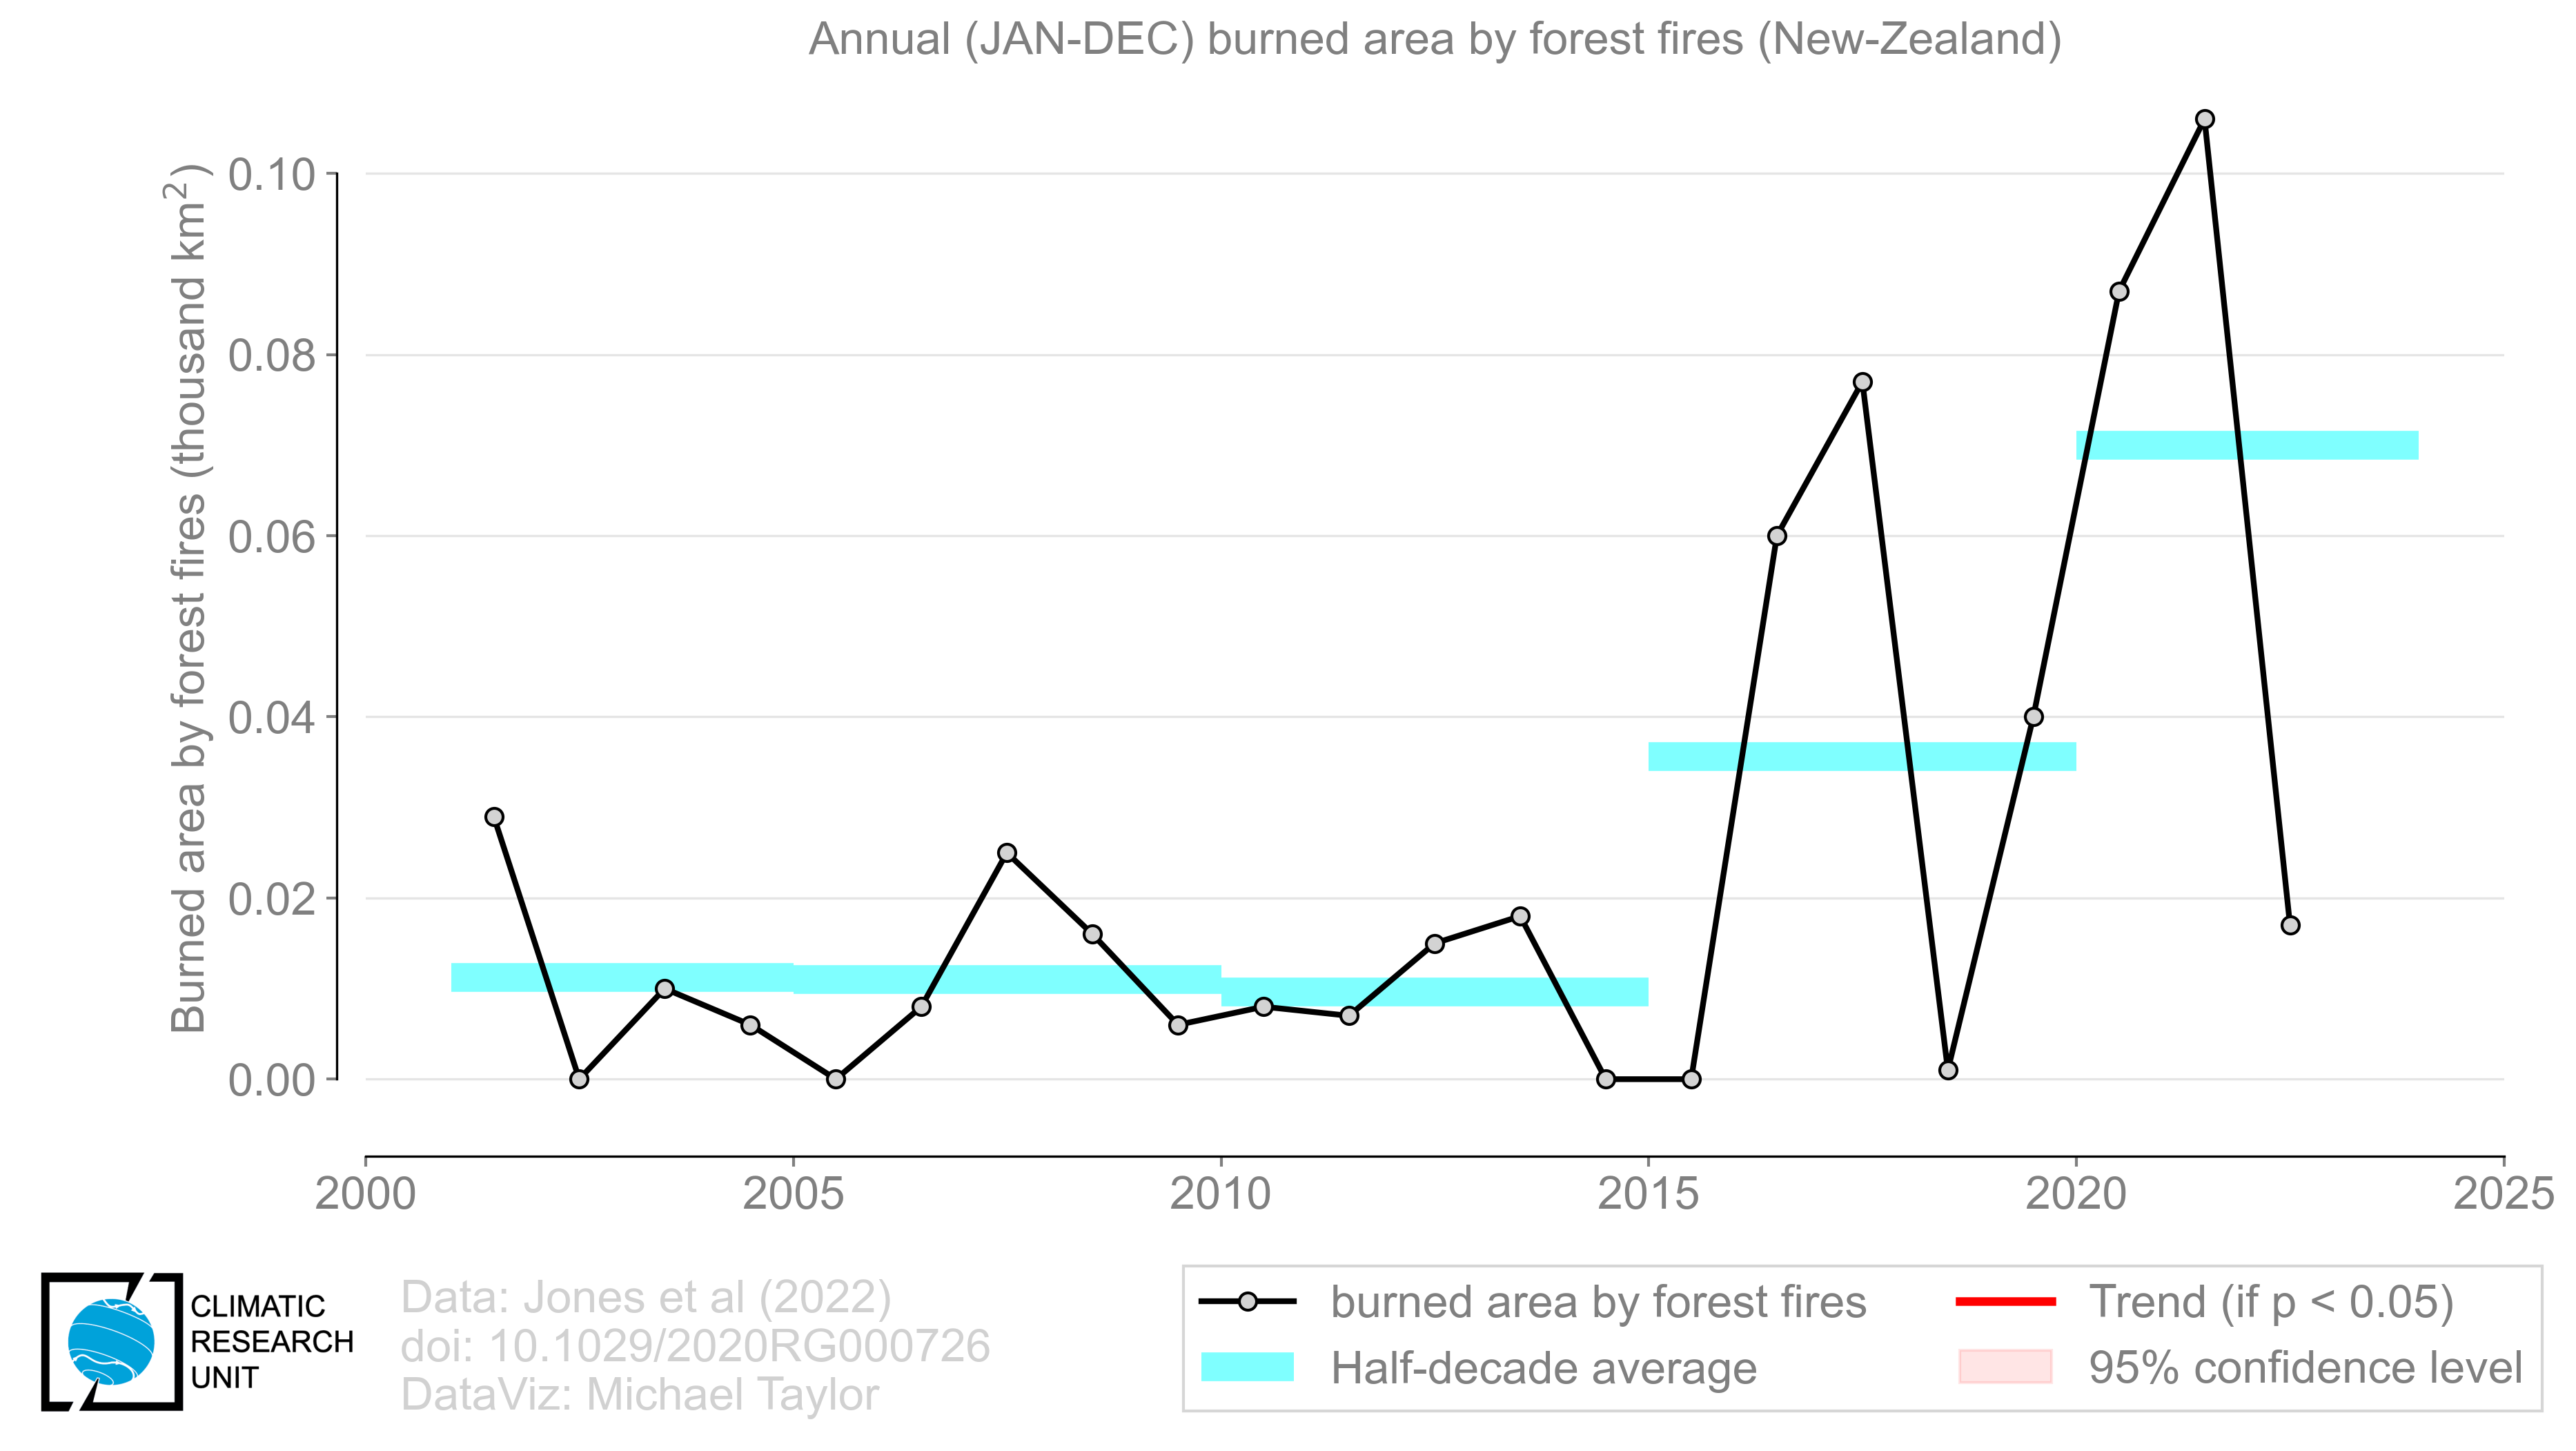 Annual (JAN-DEC) burned area by forest fires (New-Zealand)
Burned area by forest fires (thousand km²)
0.10
0.08
0.06
0.04
0.02
0.00
2000 2005 2010 2015 2020 2025
CLIMATIC
RESEARCH
UNIT
Data: Jones et al (2022)
doi: 10.1029/2020RG000726
DataViz: Michael Taylor
burned area by forest fires
Half-decade average
Trend (if p < 0.05)
95% confidence level